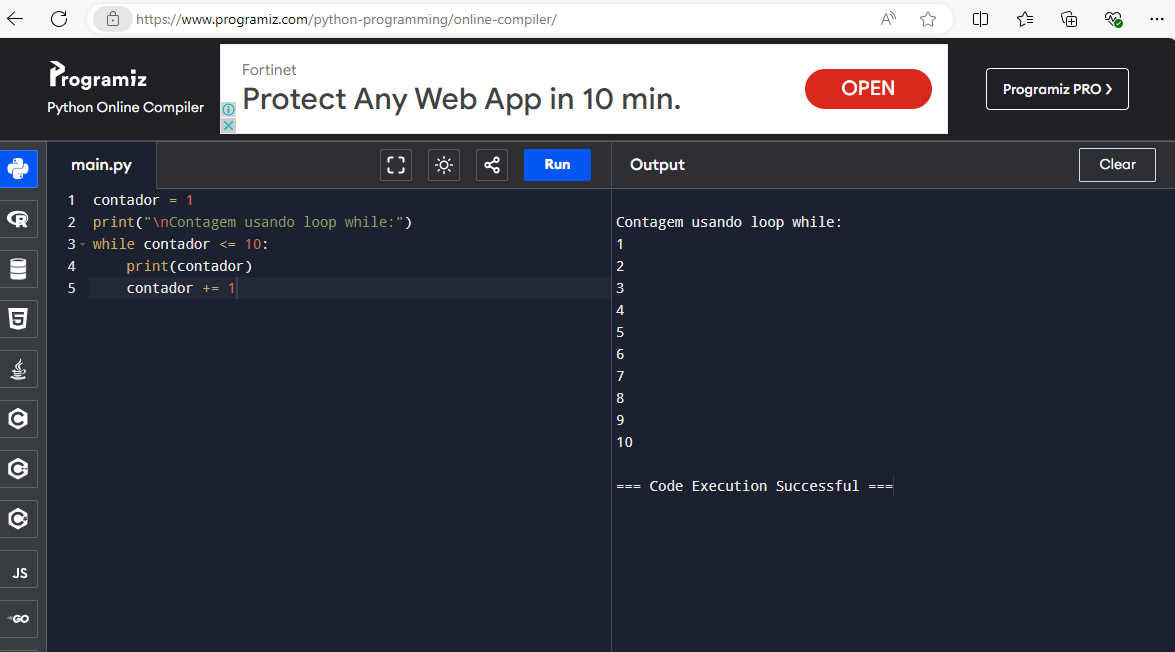 https://www.programiz.com/python-programming/online-compiler/
Programiz
Python Online Compiler
Fortinet
Protect Any Web App in 10 min.
OPEN
Programiz PRO >
main.py
Run
Output
Clear
1 contador = 1
2 print("\nContagem usando loop while:")
3 while contador <= 10:
4     print(contador)
5     contador += 1
Contagem usando loop while:
1
2
3
4
5
6
7
8
9
10
=== Code Execution Successful ===
R
5
C
C
C
JS
GO